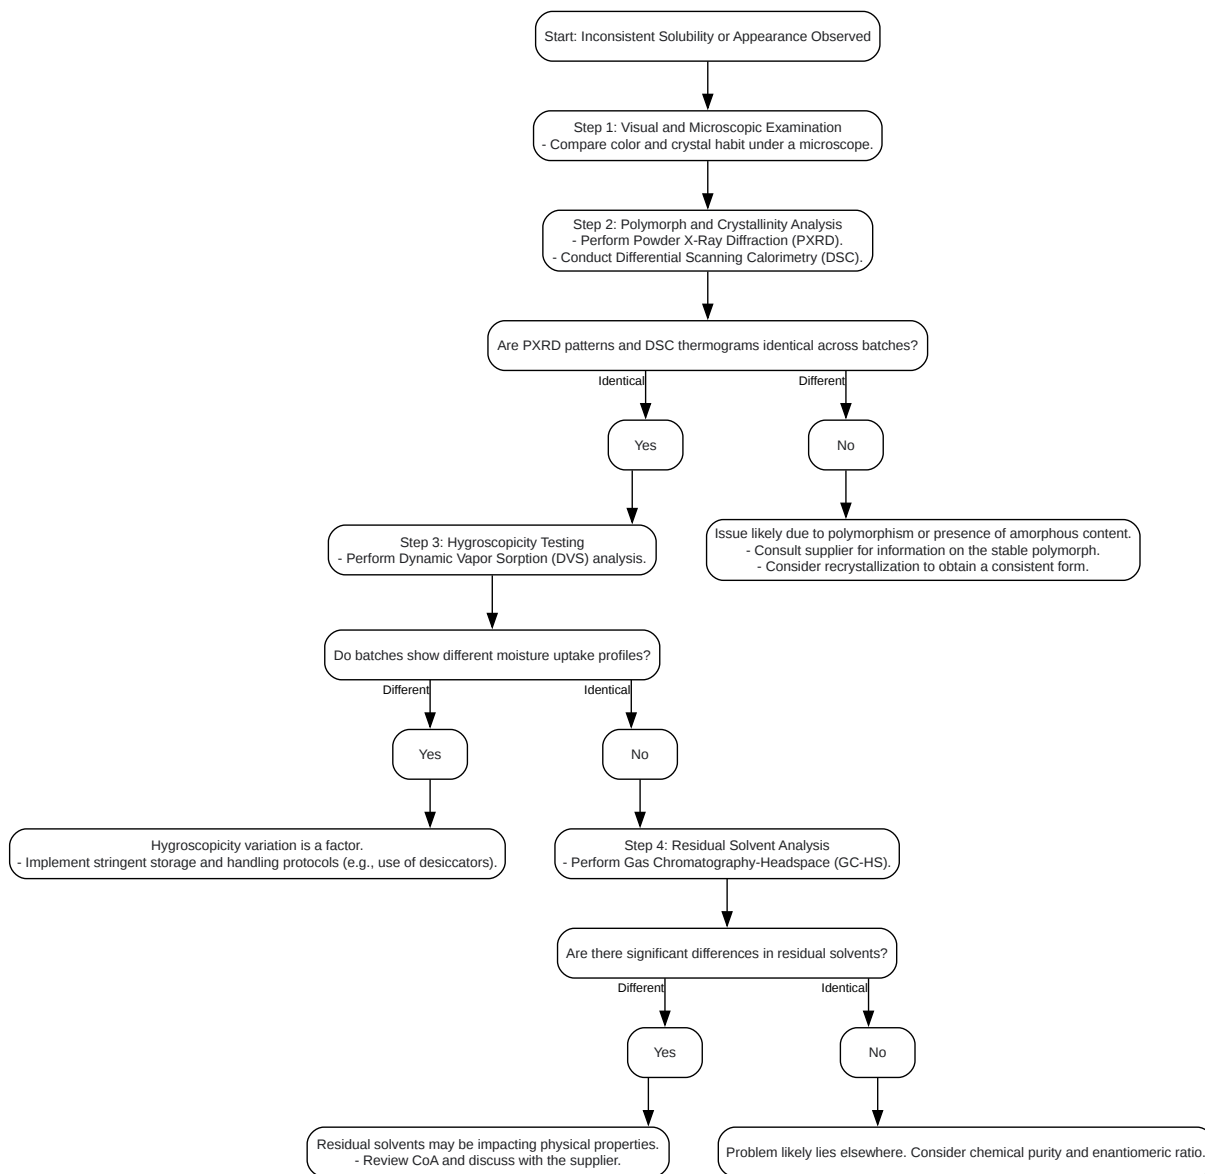 Start: Inconsistent Solubility or Appearance Observed
Step 1: Visual and Microscopic Examination
- Compare color and crystal habit under a microscope.
Step 2: Polymorph and Crystallinity Analysis
- Perform Powder X-Ray Diffraction (PXRD).
- Conduct Differential Scanning Calorimetry (DSC).
Are PXRD patterns and DSC thermograms identical across batches?
Identical
Different
Yes
No
Step 3: Hygroscopicity Testing
- Perform Dynamic Vapor Sorption (DVS) analysis.
Issue likely due to polymorphism or presence of amorphous content.
- Consult supplier for information on the stable polymorph.
- Consider recrystallization to obtain a consistent form.
Do batches show different moisture uptake profiles?
Different
Identical
Yes
No
Hygroscopicity variation is a factor.
- Implement stringent storage and handling protocols (e.g., use of desiccators).
Step 4: Residual Solvent Analysis
- Perform Gas Chromatography-Headspace (GC-HS).
Are there significant differences in residual solvents?
Different
Identical
Yes
No
Residual solvents may be impacting physical properties.
- Review CoA and discuss with the supplier.
Problem likely lies elsewhere. Consider chemical purity and enantiomeric ratio.